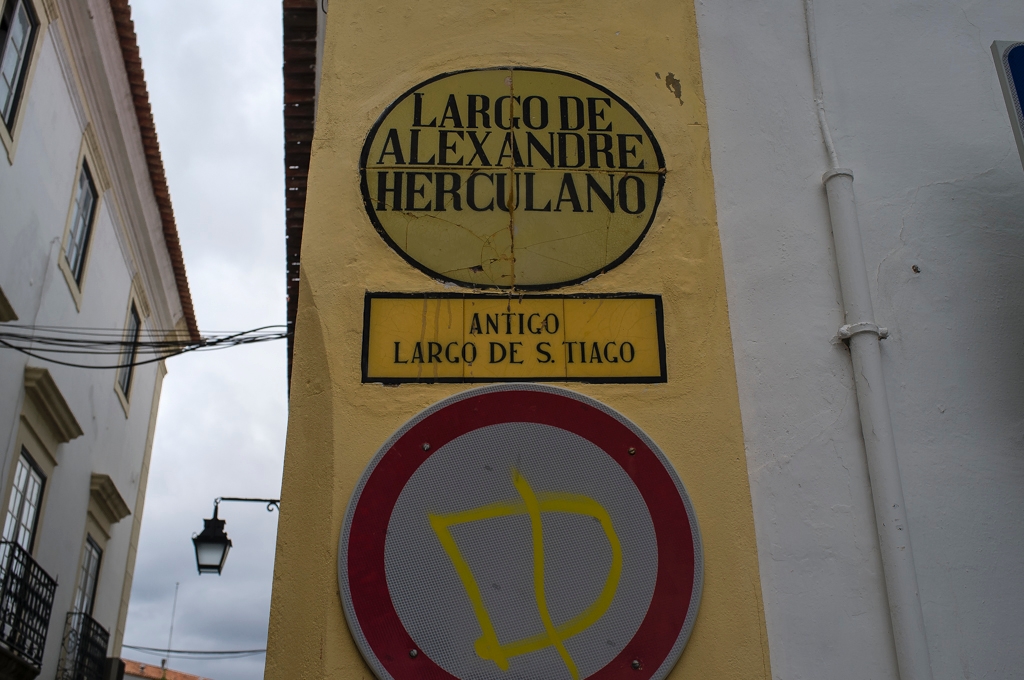 LARGO DE
ALEXANDRE
HERCULANO
ANTIGO
LARGO DE S. TIAGO